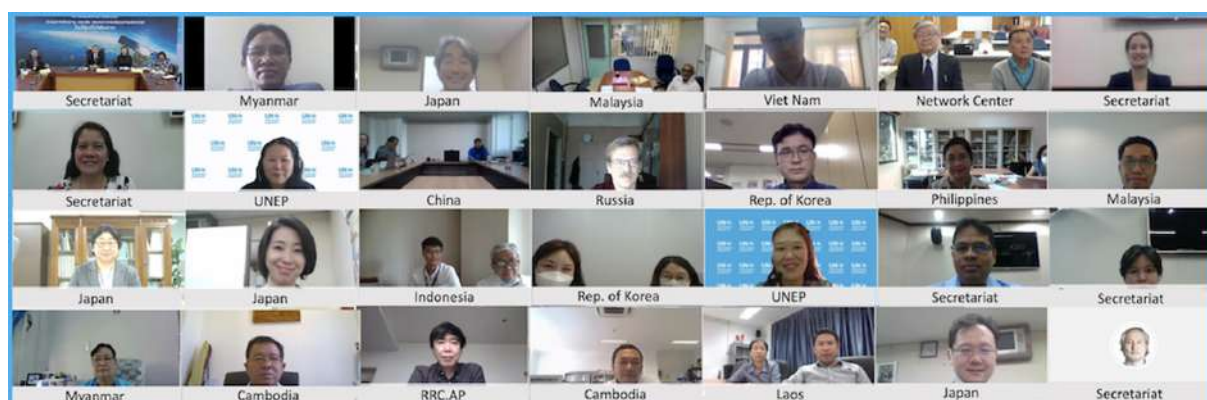 Secretariat
Myanmar
Japan
Malaysia
Viet Nam
Network Center
Secretariat
Secretariat
UNEP
China
Russia
Rep. of Korea
Philippines
Malaysia
Japan
Japan
Indonesia
Rep. of Korea
UNEP
Secretariat
Secretariat
Myanmar
Cambodia
RRC.AP
Cambodia
Laos
Japan
Secretariat